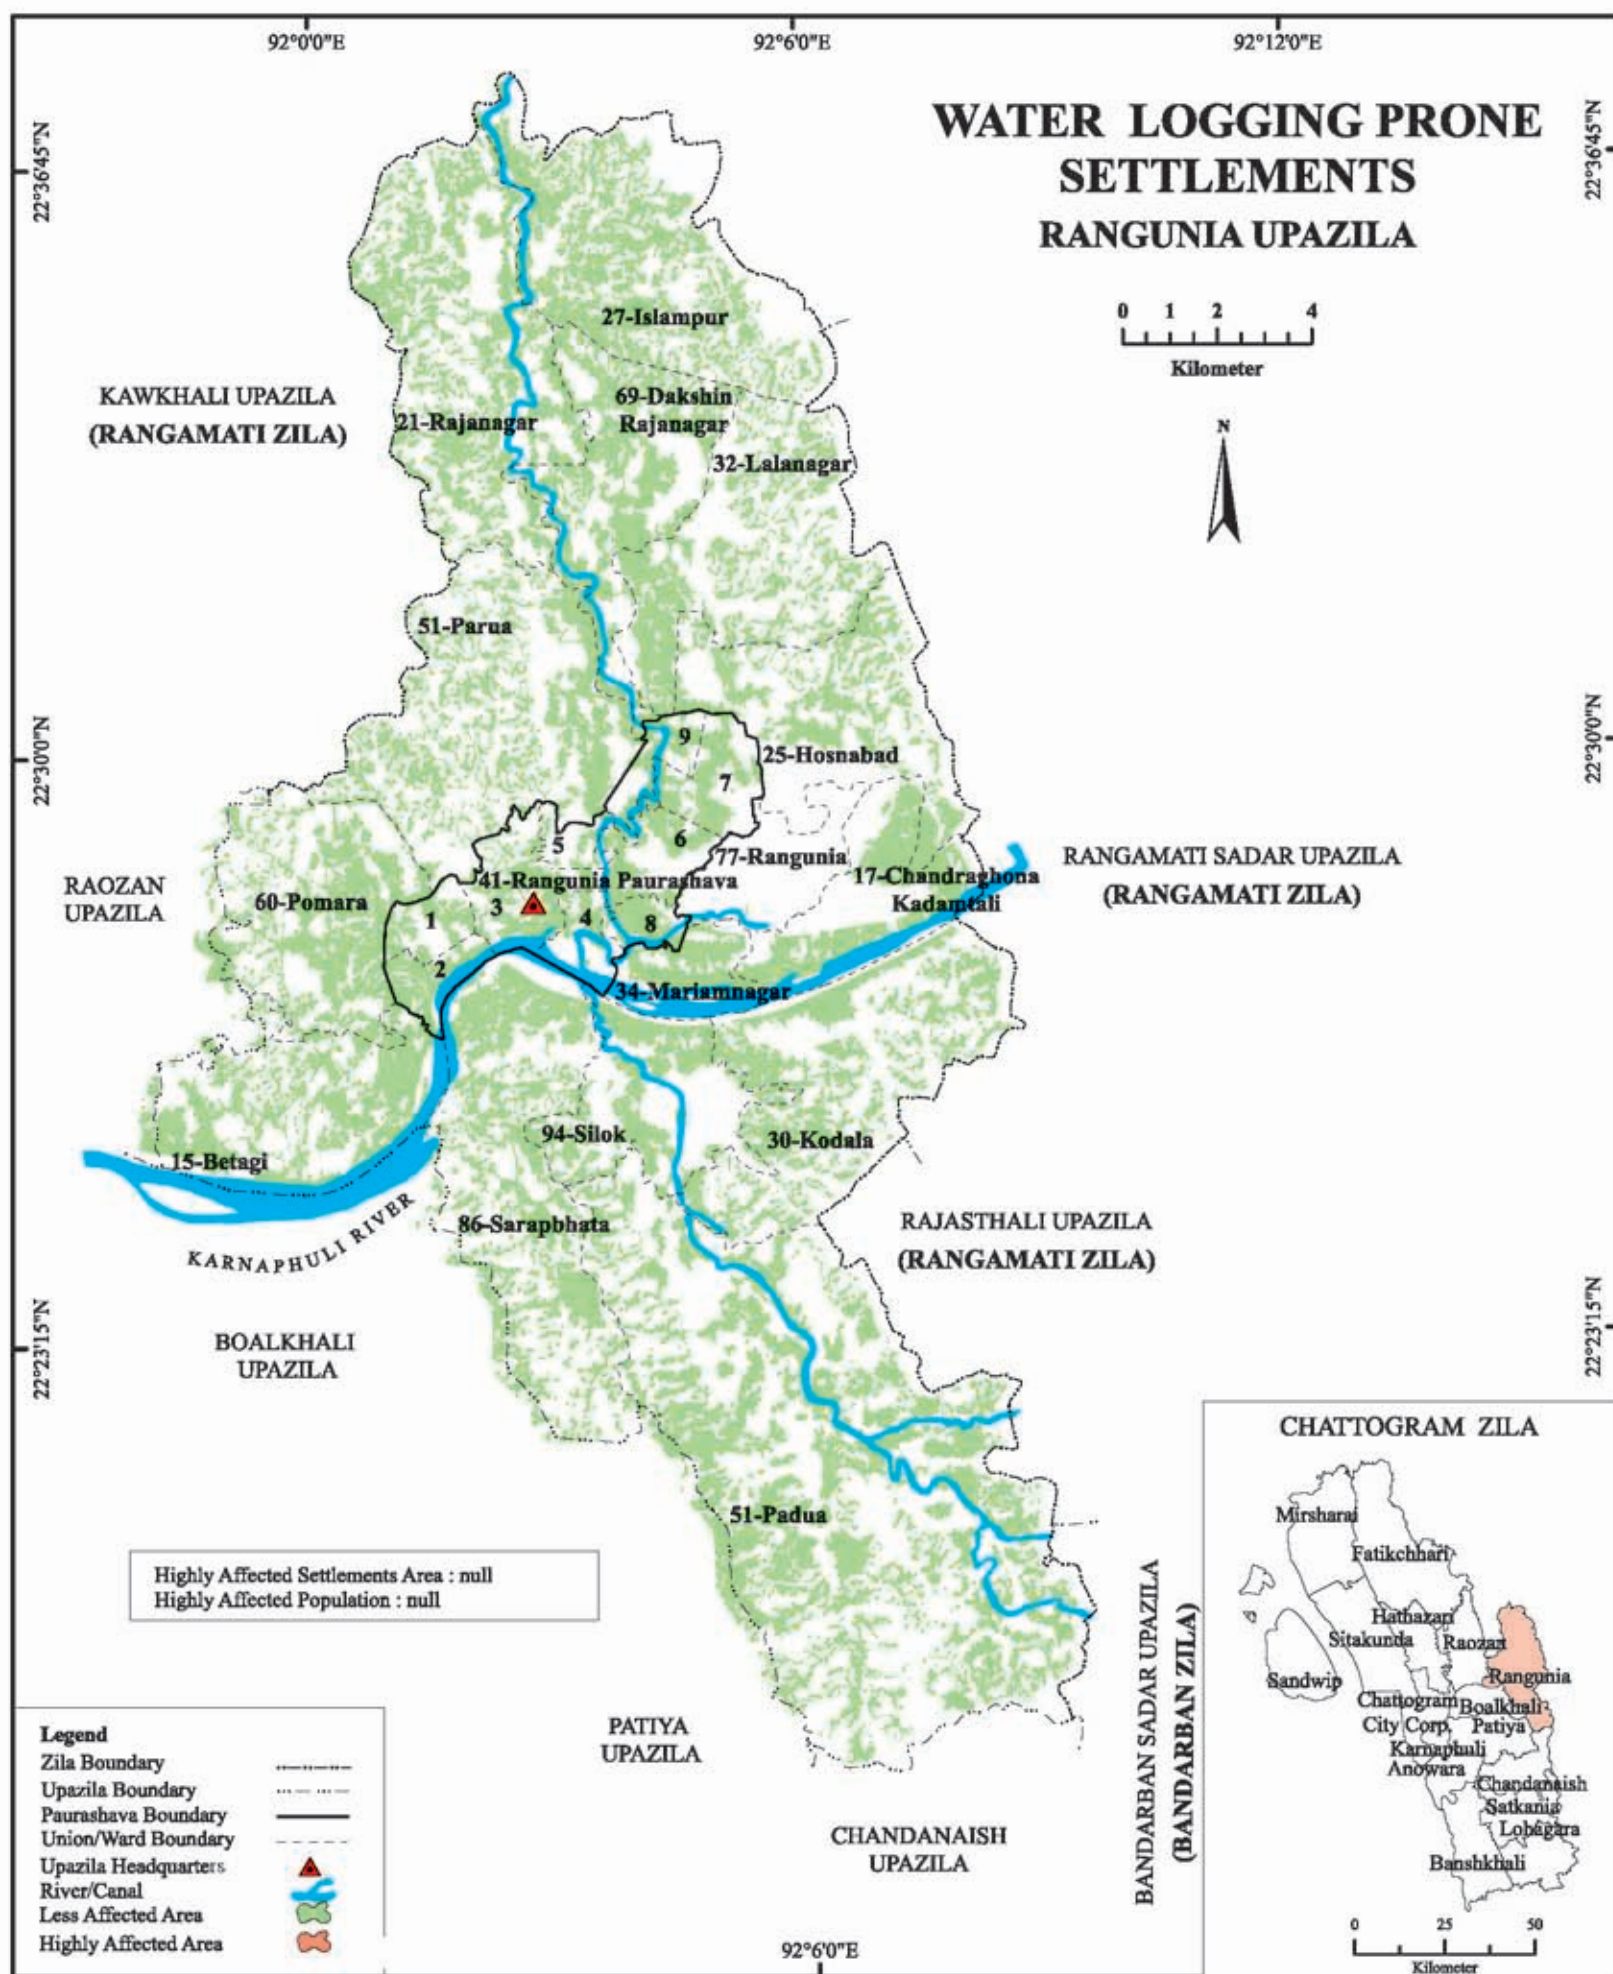 92°0'0"E
92°6'0"E
92°12'0"E
WATER LOGGING PRONE
SETTLEMENTS
RANGUNIA UPAZILA
22°36'45"N
22°36'45"N
0 1 2 4
Kilometer
N
27-Islampur
KAWKHALI UPAZILA
(RANGAMATI ZILA)
69-Dakshin
Rajanagar
21-Rajanagar
32-Lalanagar
51-Parua
22°30'0"N
22°30'0"N
2
9
25-Hosnabad
7
6
5
77-Rangunia
RANGAMATI SADAR UPAZILA
(RANGAMATI ZILA)
17-Chandraghona
Kadamtali
41-Rangunia Paurashava
RAOZAN
UPAZILA
60-Pomara
1
3
4
8
2
34-Mariamnagar
94-Silok
30-Kodala
15-Betagi
86-Sarapbhata
KARNAPHULI RIVER
RAJASTHALI UPAZILA
(RANGAMATI ZILA)
22°23'15"N
22°23'15"N
BOALKHALI
UPAZILA
51-Padua
Highly Affected Settlements Area : null
Highly Affected Population : null
PATIYA
UPAZILA
CHANDANAISH
UPAZILA
BANDARBAN SADAR UPAZILA
(BANDARBAN ZILA)
92°6'0"E
Legend
Zila Boundary
Upazila Boundary
Paurashava Boundary
Union/Ward Boundary
Upazila Headquarters
River/Canal
Less Affected Area
Highly Affected Area
CHATTOGRAM ZILA
Mirsharai
Fatikchhari
Hathazari
Sitakunda
Raozan
Sandwip
Rangunia
Chattogram
City Corp.
Boalkhali
Patiya
Karnaphuli
Anowara
Chandanaish
Satkania
Lohagara
Banshkhali
0 25 50
Kilometer